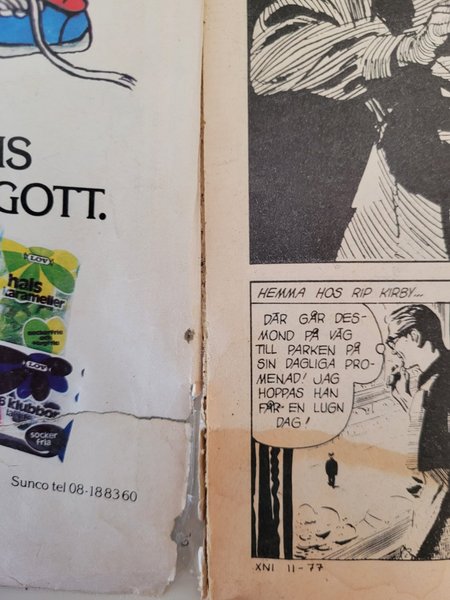 IS
GOTT.
LÖV
hals
karameller
LÖV
klubbor
socker
fria
Sunco tel 08-188360
HEMMA HOS RIP KIRBY...
DÄR GÅR DES-
MOND PÅ VÄG
TILL PARKEN PÅ
SIN DAGLIGA PRO-
MENAD! JAG
HOPPAS HAN
FÅR EN LUGN
DAG!
XNI 11-77